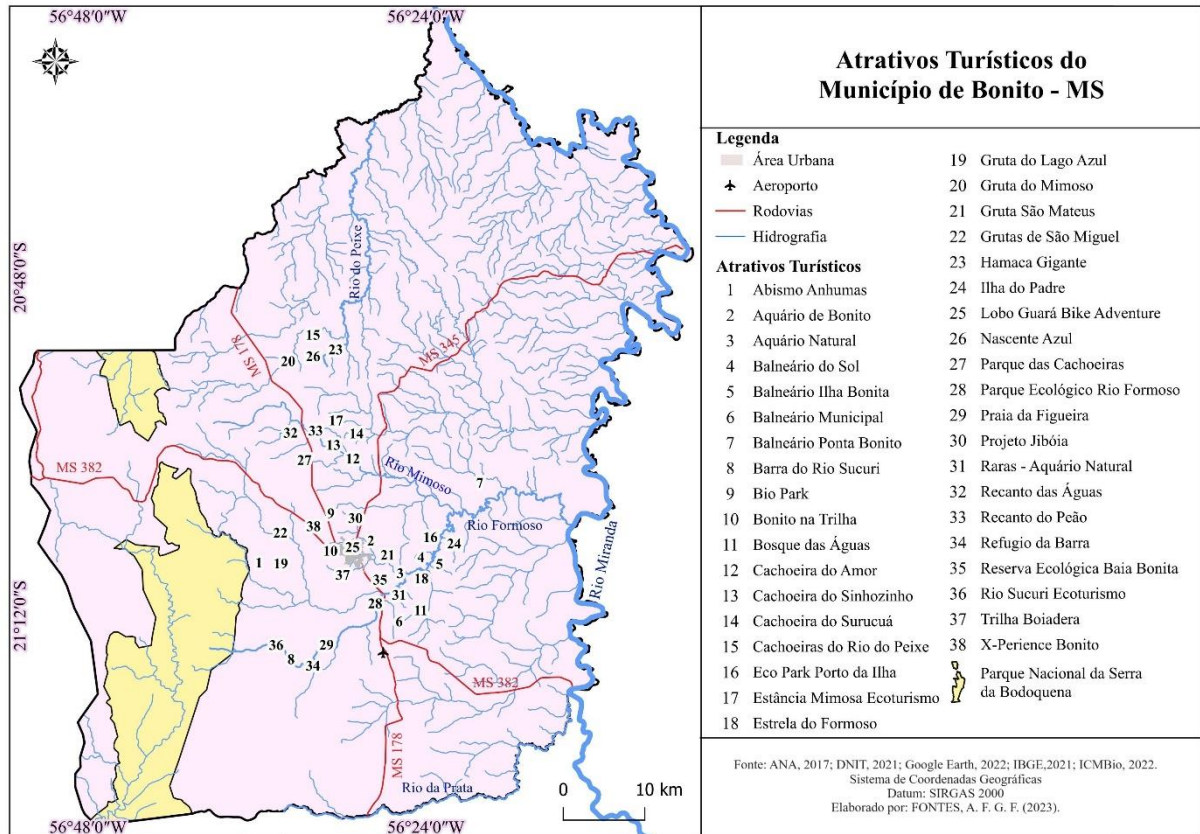 56°48'0"W
56°24'0"W
20°48'0"S
21°12'0"S
Rio do Peixe
MS 178
MS 345
15
20
26
23
17
32
33
14
13
27
12
MS 382
Rio Mimoso
7
9
30
38
Rio Formoso
22
10
25
2
16
24
21
4
5
1
19
37
35
3
18
Rio Miranda
28
31
11
6
36
8
29
34
MS 382
MS 178
Rio da Prata
0
10 km
56°48'0"W
56°24'0"W
Atrativos Turísticos do
Município de Bonito - MS
Legenda
Área Urbana
Aeroporto
Rodovias
Hidrografia
Atrativos Turísticos
1 Abismo Anhumas
2 Aquário de Bonito
3 Aquário Natural
4 Balneário do Sol
5 Balneário Ilha Bonita
6 Balneário Municipal
7 Balneário Ponta Bonito
8 Barra do Rio Sucuri
9 Bio Park
10 Bonito na Trilha
11 Bosque das Águas
12 Cachoeira do Amor
13 Cachoeira do Sinhozinho
14 Cachoeira do Surucuá
15 Cachoeiras do Rio do Peixe
16 Eco Park Porto da Ilha
17 Estância Mimosa Ecoturismo
18 Estrela do Formoso
19 Gruta do Lago Azul
20 Gruta do Mimoso
21 Gruta São Mateus
22 Grutas de São Miguel
23 Hamaca Gigante
24 Ilha do Padre
25 Lobo Guará Bike Adventure
26 Nascente Azul
27 Parque das Cachoeiras
28 Parque Ecológico Rio Formoso
29 Praia da Figueira
30 Projeto Jibóia
31 Raras - Aquário Natural
32 Recanto das Águas
33 Recanto do Peão
34 Refugio da Barra
35 Reserva Ecológica Baia Bonita
36 Rio Sucuri Ecoturismo
37 Trilha Boiadera
38 X-Perience Bonito
Parque Nacional da Serra
da Bodoquena
Fonte: ANA, 2017; DNIT, 2021; Google Earth, 2022; IBGE,2021; ICMBio, 2022.
Sistema de Coordenadas Geográficas
Datum: SIRGAS 2000
Elaborado por: FONTES, A. F. G. F. (2023).